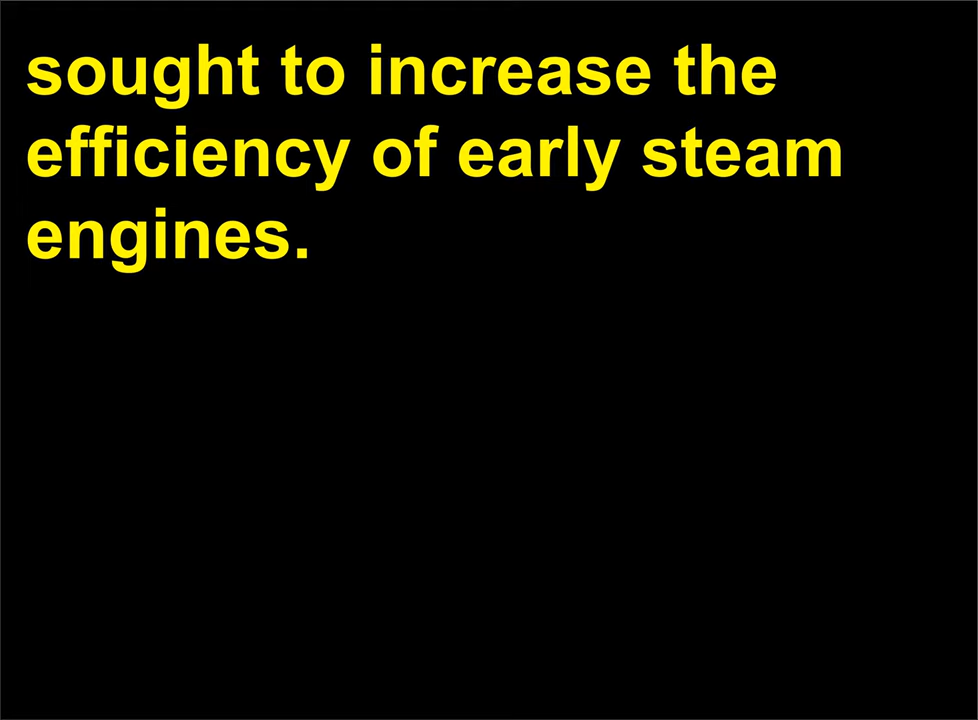 sought to increase the
efficiency of early steam
engines.